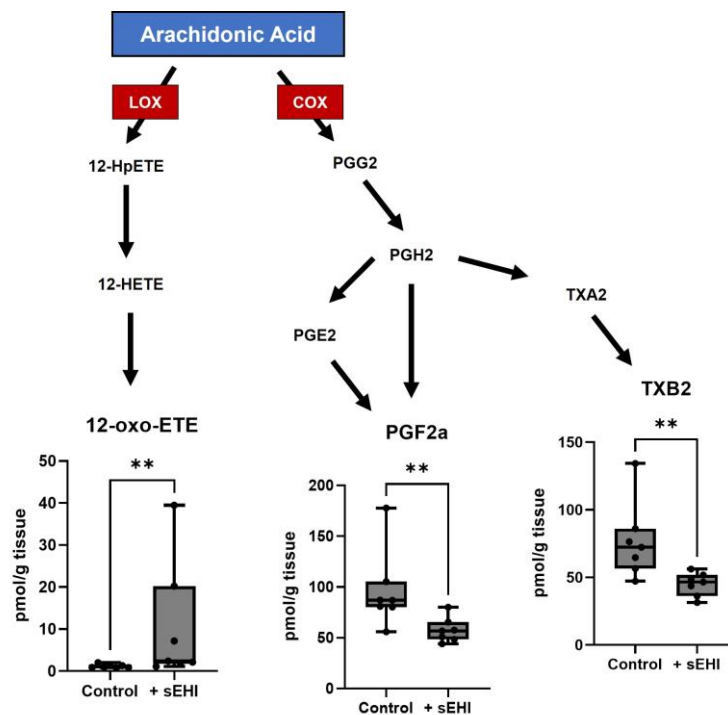 Arachidonic Acid
LOX
COX
12-HpETE
PGG2
PGH2
12-HETE
TXA2
PGE2
TXB2
12-oxo-ETE
PGF2a
**
50
40
30
20
10
0
pmol/g tissue
Control
+ sEHI
**
200
150
100
50
0
pmol/g tissue
Control
+ sEHI
**
150
100
50
0
pmol/g tissue
Control
+ sEHI